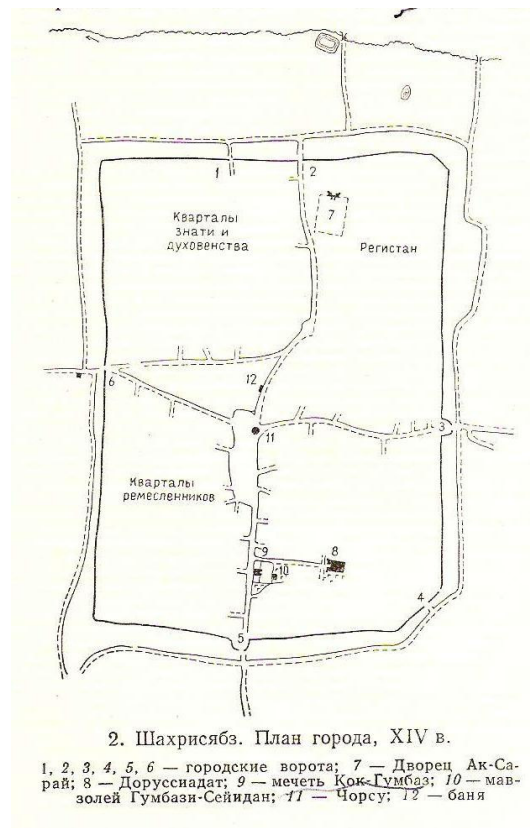 1
2
7
Кварталы
знати и
духовенства
Регистан
6
12
11
3
Кварталы
ремесленников
9
8
10
4
5
2. Шахрисябз. План города, XIV в.
1, 2, 3, 4, 5, 6 — городские ворота; 7 — Дворец Ак-Са-
рай; 8 — Доруссиадат; 9 — мечеть Кок-Гумбаз; 10 — мав-
золей Гумбази-Сейидан; 11 — Чорсу; 12 — баня